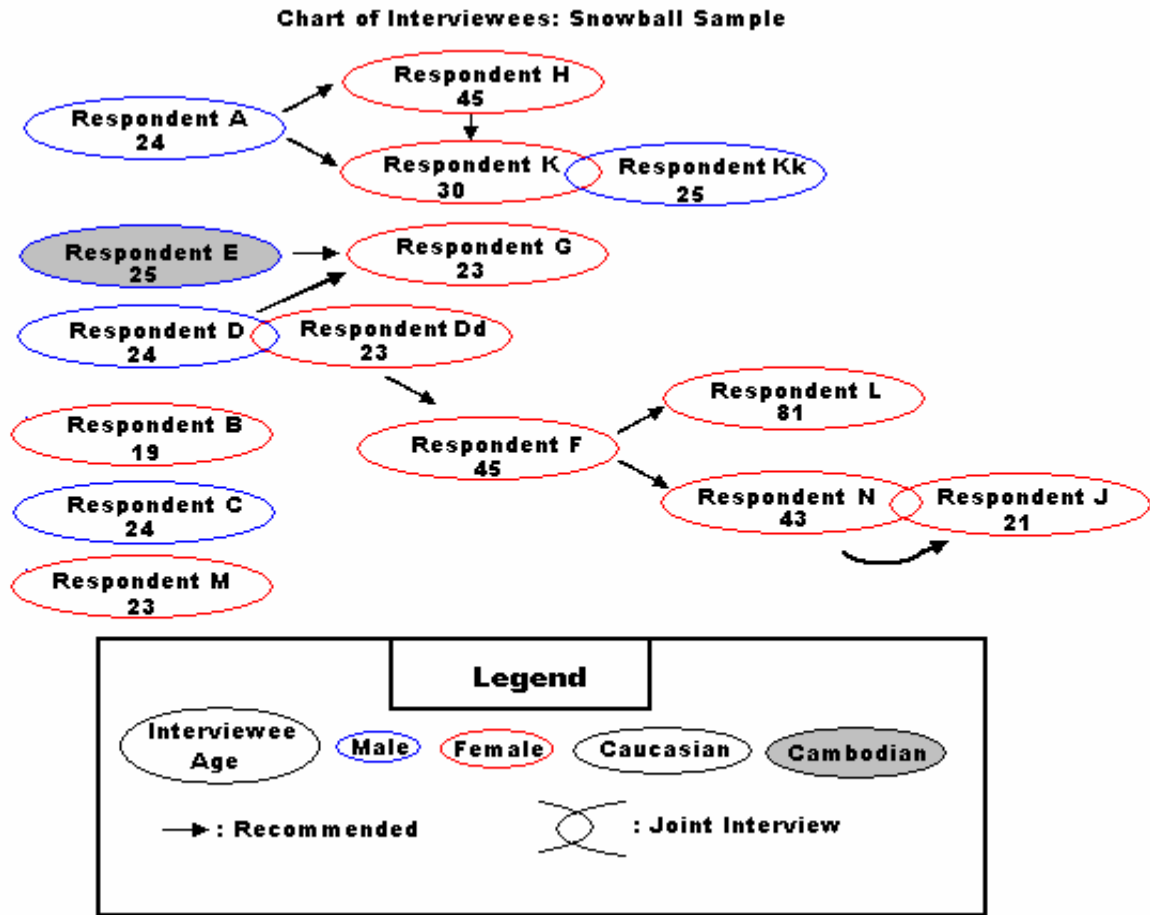 Chart of Interviewees: Snowball Sample
Respondent H
45
Respondent A
24
Respondent K
30
Respondent Kk
25
Respondent E
25
Respondent G
23
Respondent D
24
Respondent Dd
23
Respondent L
81
Respondent B
19
Respondent F
45
Respondent C
24
Respondent N
43
Respondent J
21
Respondent M
23
Legend
Interviewee
Age
Male
Female
Caucasian
Cambodian
: Recommended
: Joint Interview